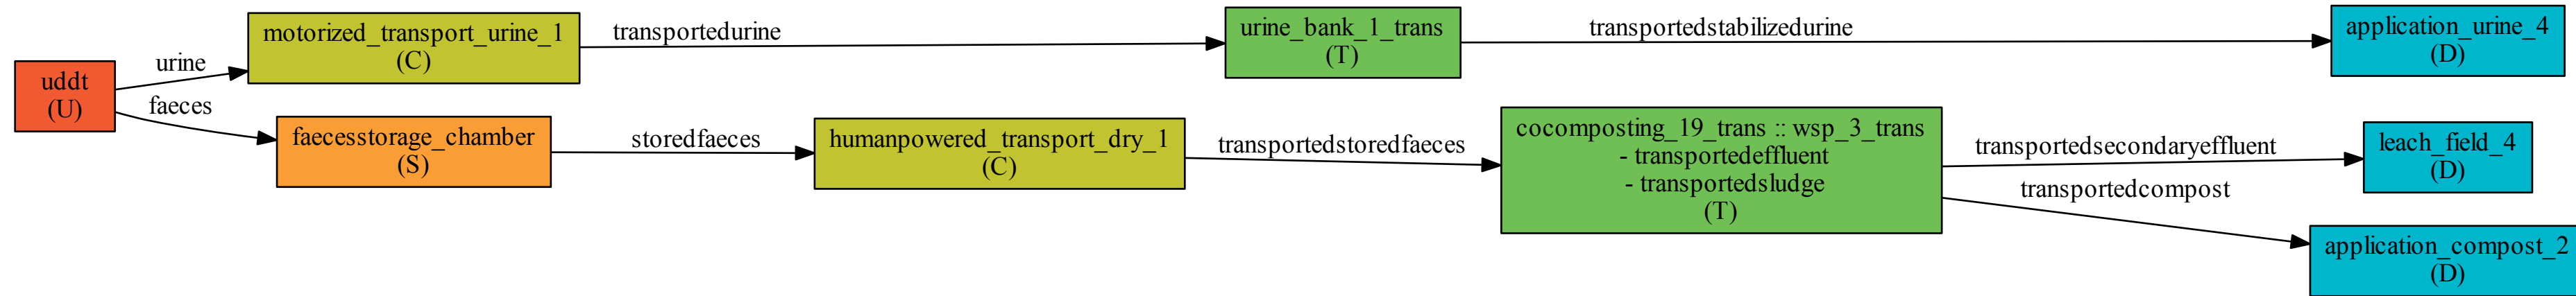 uddt
(U)
urine
faeces
motorized_transport_urine_1
(C)
transportedurine
urine_bank_1_trans
(T)
transportedstabilizedurine
application_urine_4
(D)
faecesstorage_chamber
(S)
storedfaeces
humanpowered_transport_dry_1
(C)
transportedstoredfaeces
cocomposting_19_trans :: wsp_3_trans
- transportedeffluent
- transportedsludge
(T)
transportedsecondaryeffluent
leach_field_4
(D)
transportedcompost
application_compost_2
(D)